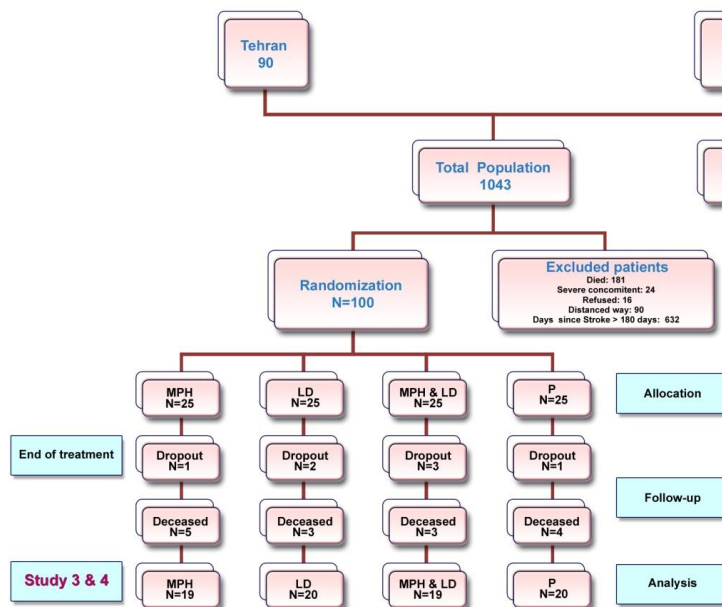 Tehran
90
Total Population
1043
Randomization
N=100
Excluded patients
Died: 181
Severe concomitent: 24
Refused: 16
Distanced way: 90
Days since Stroke > 180 days: 632
MPH
N=25
LD
N=25
MPH & LD
N=25
P
N=25
Allocation
End of treatment
Dropout
N=1
Dropout
N=2
Dropout
N=3
Dropout
N=1
Deceased
N=5
Deceased
N=3
Deceased
N=3
Deceased
N=4
Follow-up
Study 3 & 4
MPH
N=19
LD
N=20
MPH & LD
N=19
P
N=20
Analysis